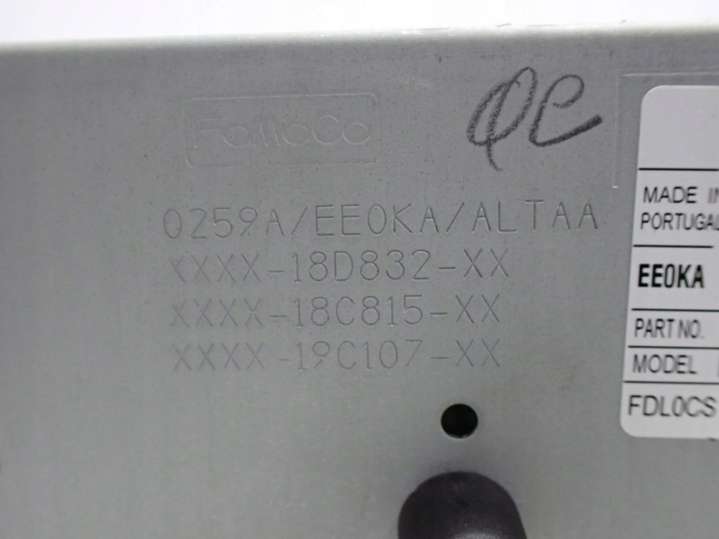 FoMoCo
QC
0259A/EE0KA/ALTAA
XXXX-18D832-XX
XXXX-18C815-XX
XXXX-19C107-XX
MADE IN
PORTUGAL
EE0KA
PART NO.
MODEL
FDL0CS